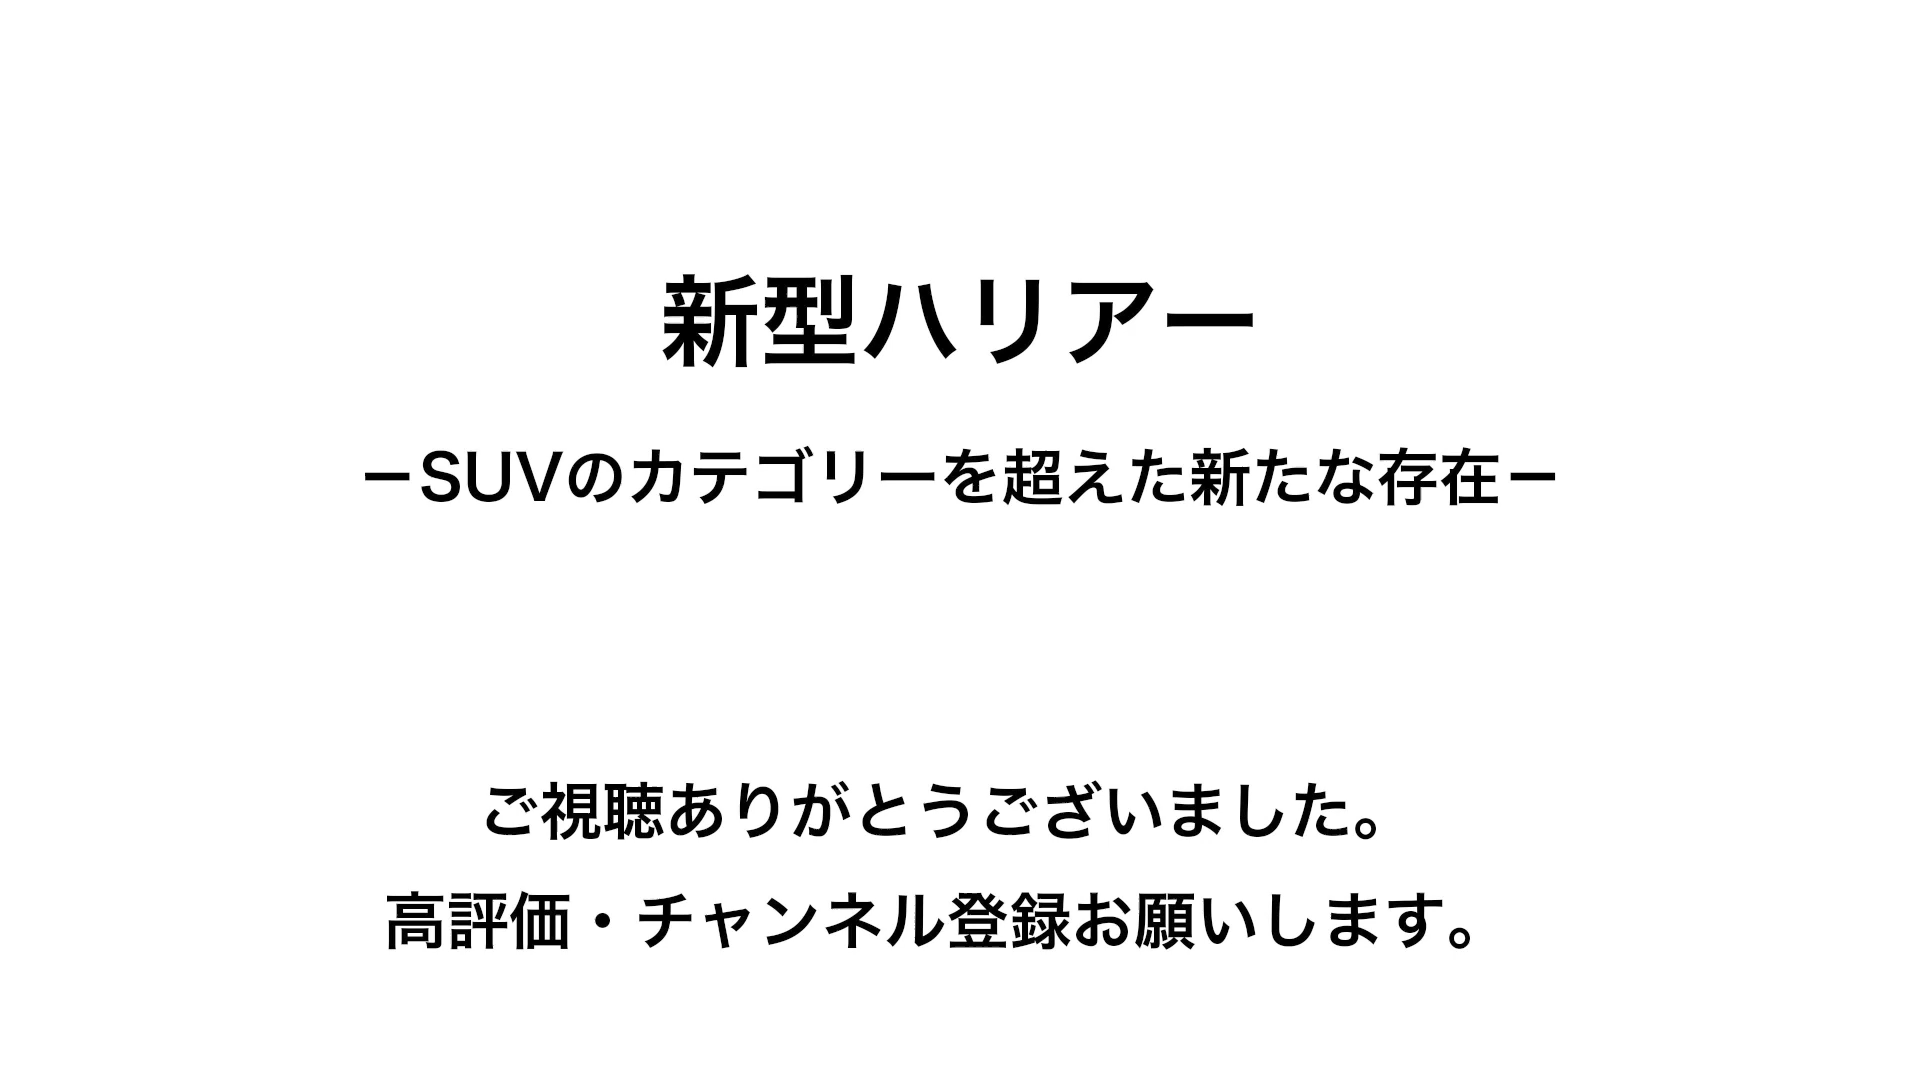 新型ハリアー
－SUVのカテゴリーを超えた新たな存在－
ご視聴ありがとうございました。
高評価・チャンネル登録お願いします。